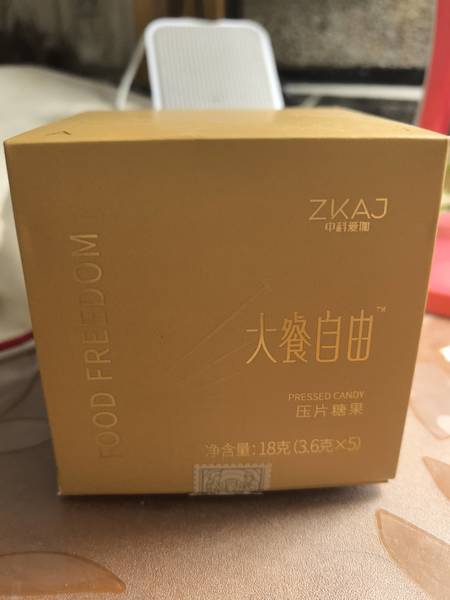 ZKAJ
中科爱伽
FOOD FREEDOM
大餐自由™
PRESSED CANDY
压片糖果
净含量:18克(3.6克×5)